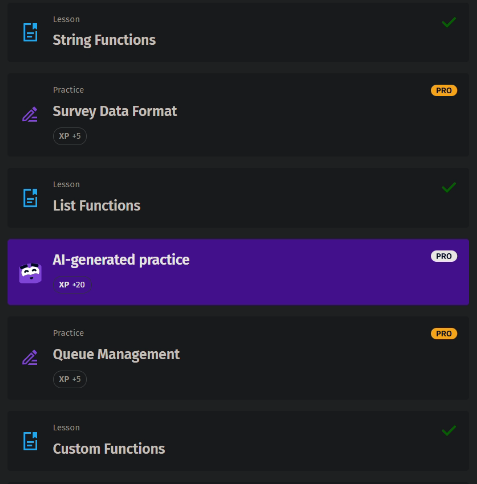 Lesson
String Functions
Practice
PRO
Survey Data Format
XP +5
Lesson
List Functions
AI-generated practice
PRO
XP +20
Practice
PRO
Queue Management
XP +5
Lesson
Custom Functions